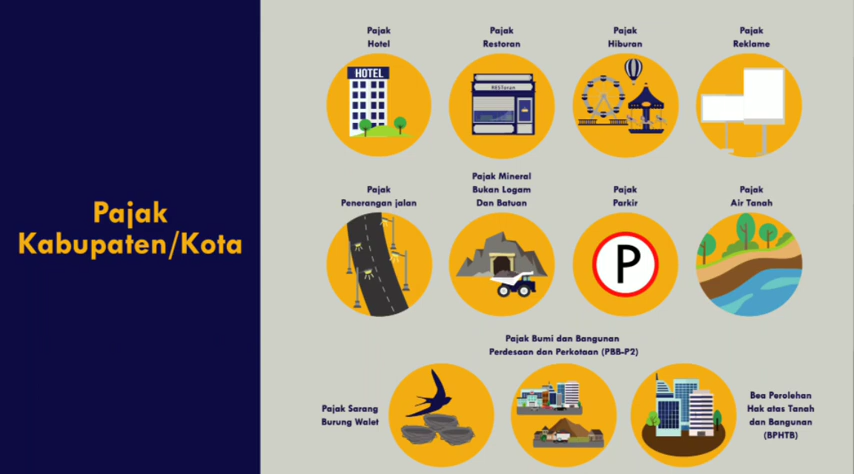 Pajak
Kabupaten/Kota
Pajak
Hotel
Pajak
Restoran
Pajak
Hiburan
Pajak
Reklame
HOTEL
REStoran
Pajak
Penerangan jalan
Pajak Mineral
Bukan Logam
Dan Batuan
Pajak
Parkir
Pajak
Air Tanah
P
Pajak Bumi dan Bangunan
Perdesaan dan Perkotaan (PBB-P2)
Pajak Sarang
Burung Walet
Bea Perolehan
Hak atas Tanah
dan Bangunan
(BPHTB)